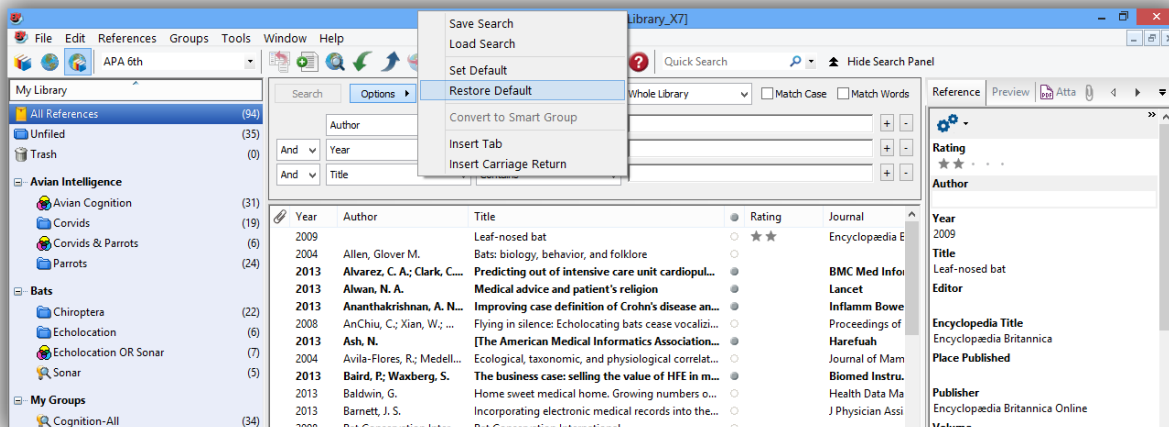 Library_X7]
File Edit References Groups Tools Window Help
APA 6th
Quick Search
Hide Search Panel
Save Search
Load Search
Set Default
Restore Default
Convert to Smart Group
Insert Tab
Insert Carriage Return
My Library
All References (94)
Unfiled (35)
Trash (0)
Avian Intelligence
Avian Cognition (31)
Corvids (19)
Corvids & Parrots (6)
Parrots (24)
Bats
Chiroptera (22)
Echolocation (6)
Echolocation OR Sonar (7)
Sonar (5)
My Groups
Cognition-All (34)
Search Options Whole Library Match Case Match Words
Author
And Year
And Title Contains
Year Author Title Rating Journal
2009 Leaf-nosed bat Encyclopædia B
2004 Allen, Glover M. Bats: biology, behavior, and folklore
2013 Alvarez, C. A.; Clark, C.... Predicting out of intensive care unit cardiopul... BMC Med Infor
2013 Alwan, N. A. Medical advice and patient's religion Lancet
2013 Ananthakrishnan, A. N... Improving case definition of Crohn's disease an... Inflamm Bowe
2008 AnChiu, C.; Xian, W.; ... Flying in silence: Echolocating bats cease vocalizi... Proceedings of
2013 Ash, N. [The American Medical Informatics Association... Harefuah
2004 Avila-Flores, R.; Medell... Ecological, taxonomic, and physiological correlat... Journal of Mam
2013 Baird, P.; Waxberg, S. The business case: selling the value of HFE in m... Biomed Instru.
2013 Baldwin, G. Home sweet medical home. Growing numbers o... Health Data Ma
2013 Barnett, J. S. Incorporating electronic medical records into the... J Physician Assi
Reference Preview Atta
Rating
Author
Year
2009
Title
Leaf-nosed bat
Editor
Encyclopedia Title
Encyclopædia Britannica
Place Published
Publisher
Encyclopædia Britannica Online
Volume